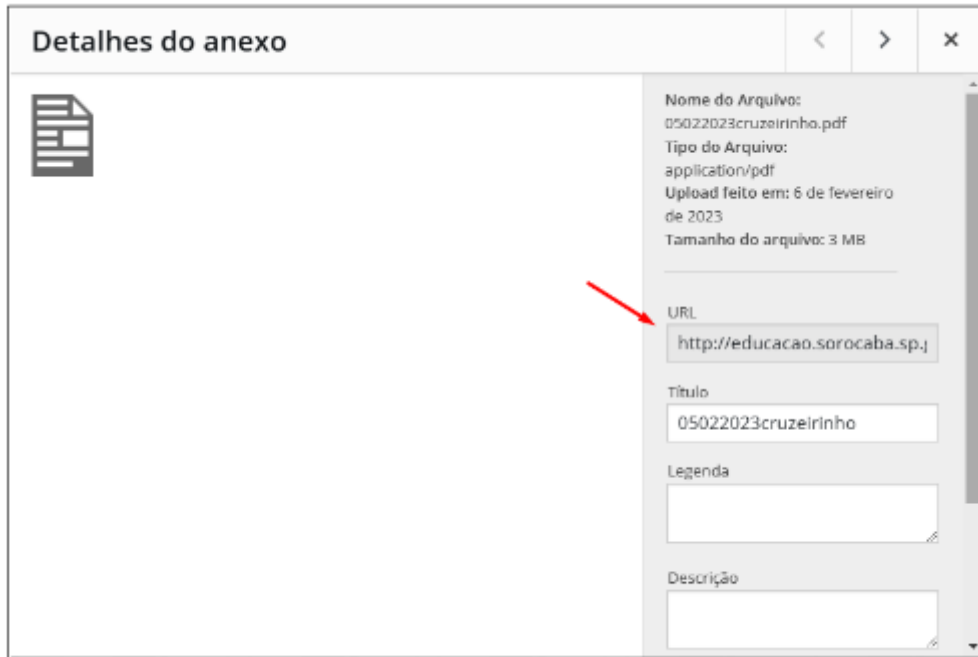 Detalhes do anexo
Nome do Arquivo:
05022023cruzeirinho.pdf
Tipo do Arquivo:
application/pdf
Upload feito em: 6 de fevereiro
de 2023
Tamanho do arquivo: 3 MB
URL
http://educacao.sorocaba.sp.g
Título
05022023cruzeirinho
Legenda
Descrição